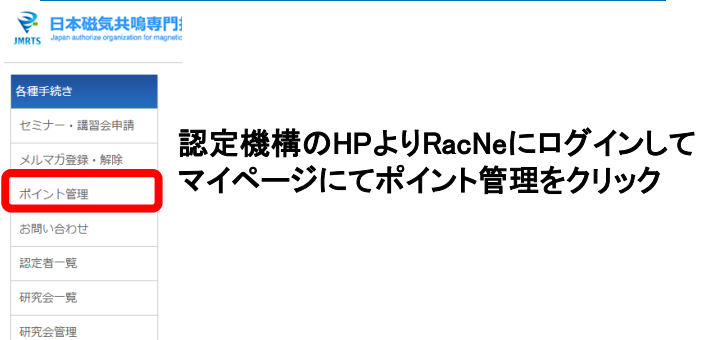 日本磁気共鳴専門
JMRTS
Japan authorize organization for magnetic
各種手続き
セミナー・講習会申請
メルマガ登録・解除
ポイント管理
お問い合わせ
認定者一覧
研究会一覧
研究会管理
認定機構のHPよりRacNeにログインして
マイページにてポイント管理をクリック